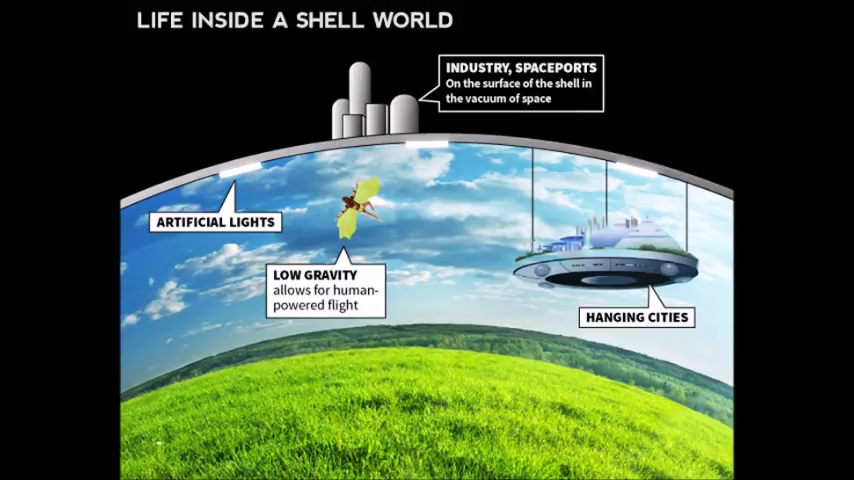 LIFE INSIDE A SHELL WORLD
INDUSTRY, SPACEPORTS
On the surface of the shell in
the vacuum of space
ARTIFICIAL LIGHTS
LOW GRAVITY
allows for human-
powered flight
HANGING CITIES